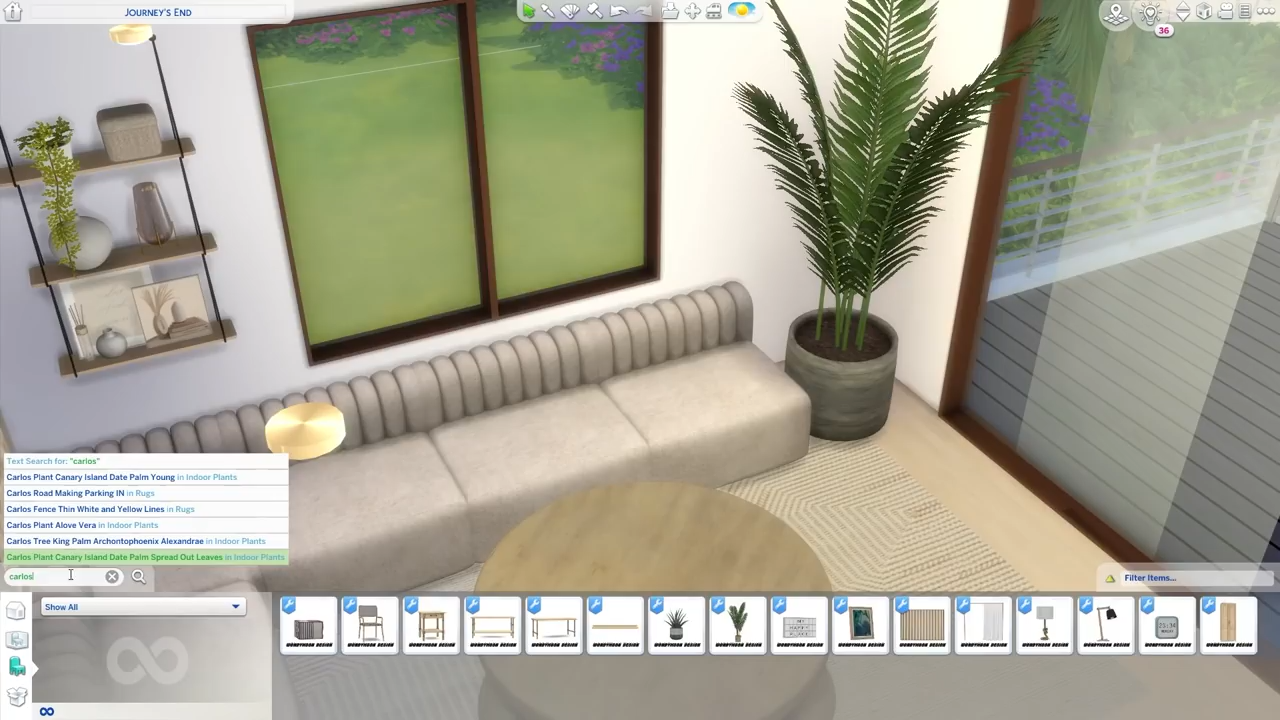 JOURNEY'S END
36
Text Search for: "carlos"
Carlos Plant Canary Island Date Palm Young in Indoor Plants
Carlos Road Making Parking IN in Rugs
Carlos Fence Thin White and Yellow Lines in Rugs
Carlos Plant Alove Vera in Indoor Plants
Carlos Tree King Palm Archontophoenix Alexandrae in Indoor Plants
Carlos Plant Canary Island Date Palm Spread Out Leaves in Indoor Plants
carlos
Filter Items...
Show All